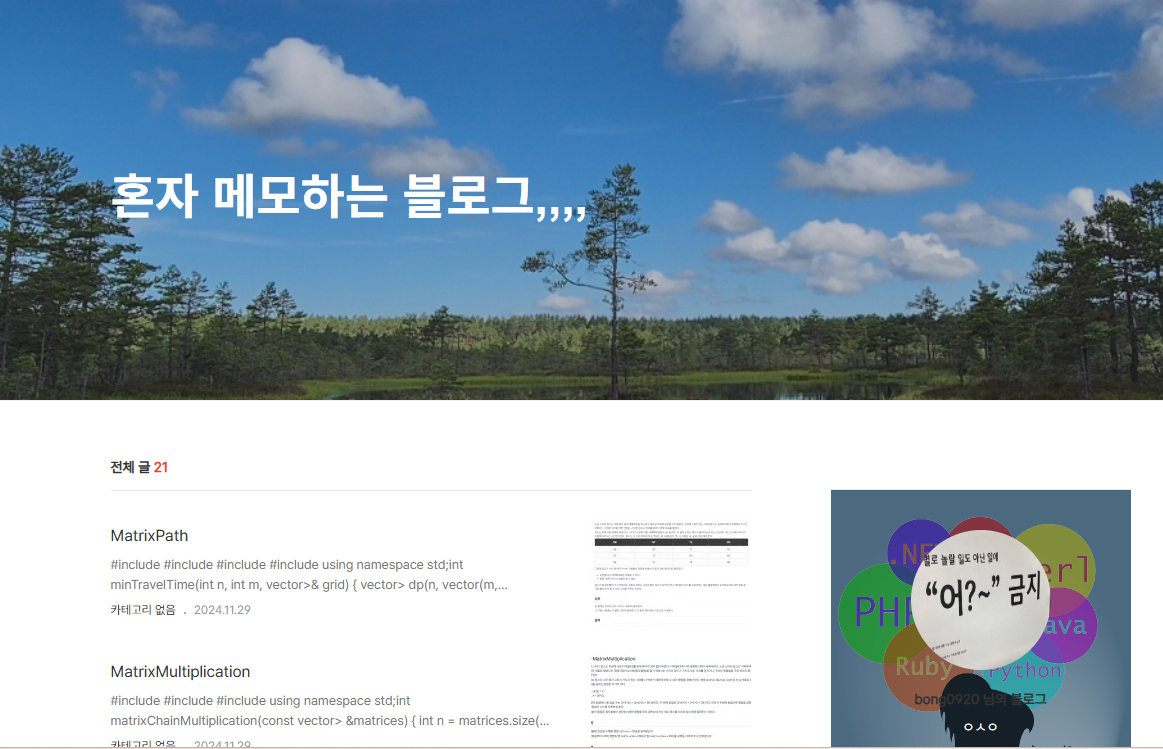 혼자 메모하는 블로그,,,,
전체 글 21
MatrixPath
#include #include #include #include using namespace std;int
minTravelTime(int n, int m, vector>& grid) { vector> dp(n, vector(m,...
카테고리 없음 . 2024.11.29
MatrixMultiplication
#include #include using namespace std;int
matrixChainMultiplication(const vector> &matrices) { int n = matrices.size(...
카테고리 없음 . 2024.11.29
MatrixMultiplication
.NE
erl
PHP
ava
Ruby
Python
별로 놀랄 일도 아닌 일에
“어?~” 금지
bong0920 님의 블로그
ㅇㅅㅇ